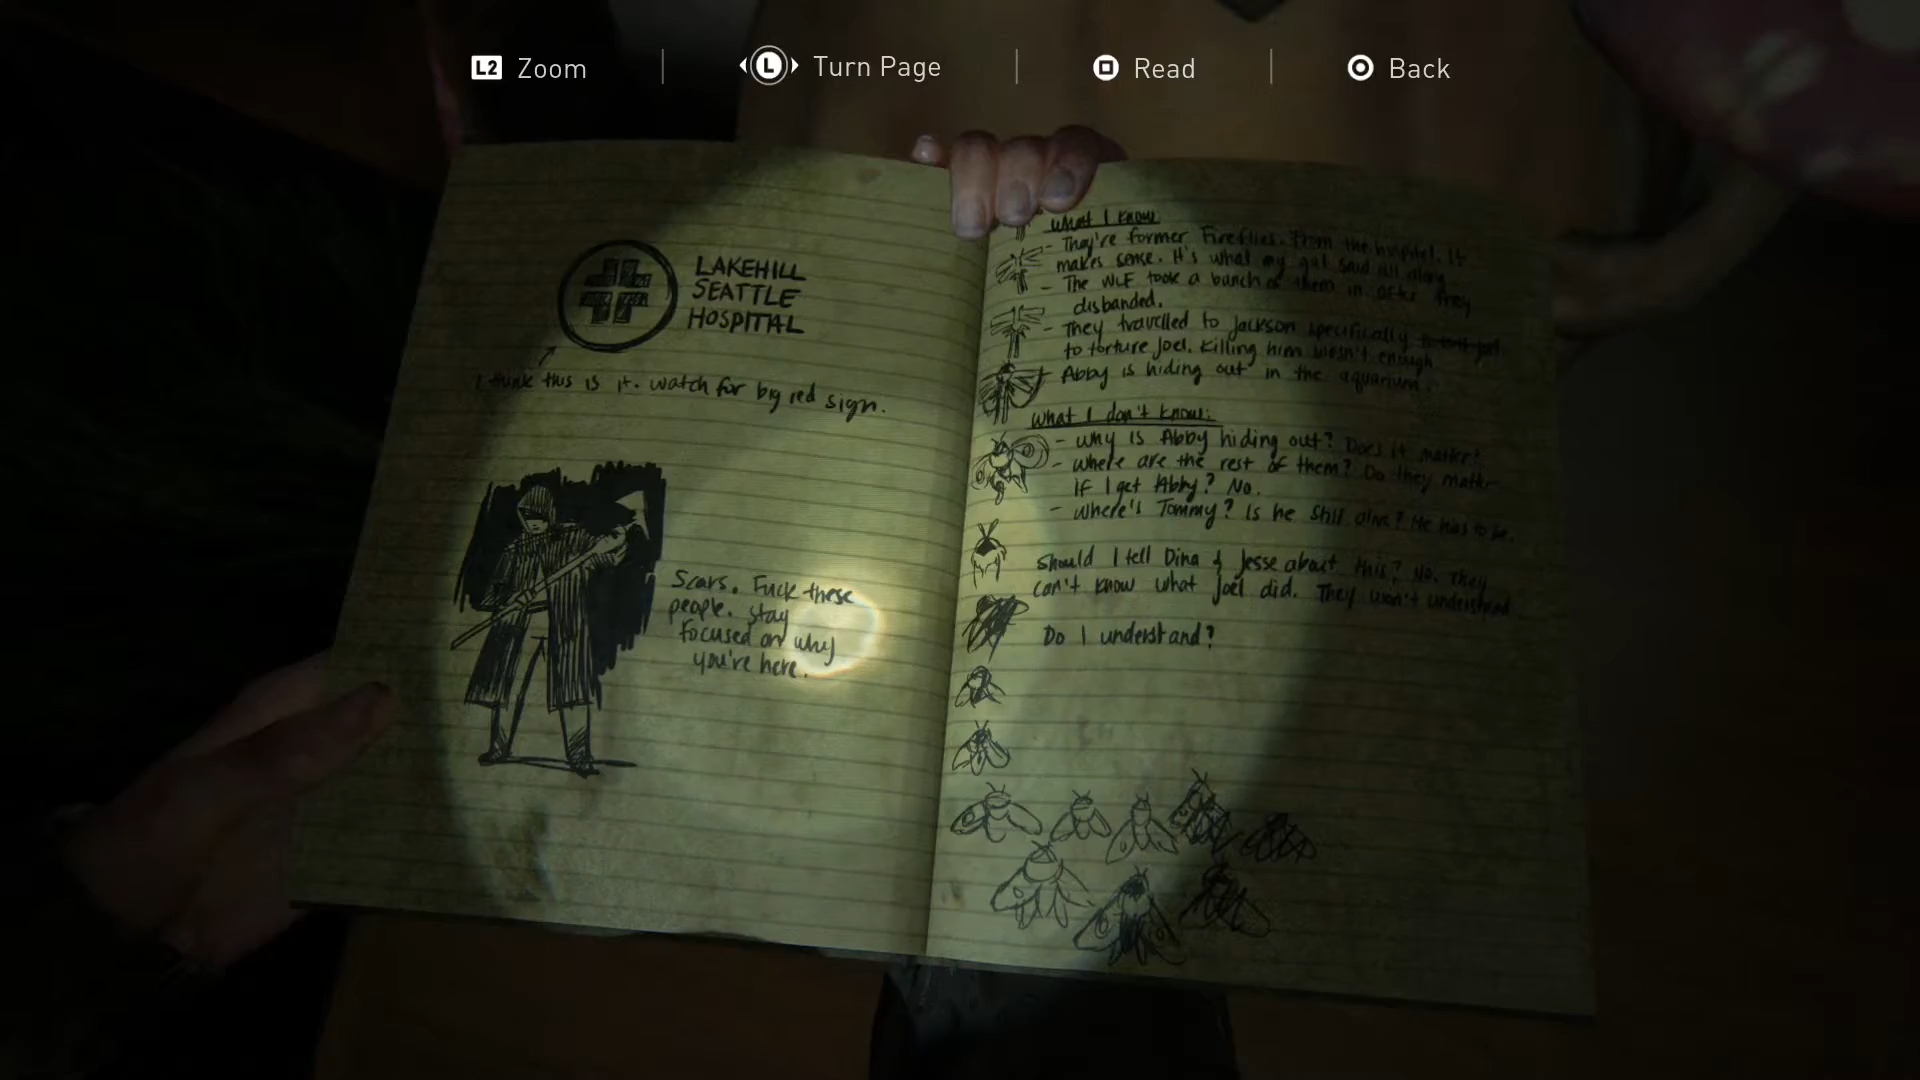 L2 Zoom
L Turn Page
Read
Back
LAKEHILL
SEATTLE
HOSPITAL
I think this is it. watch for big red sign.
Scars. Fuck these
people. stay
focused on why
you're here.
What I know
- They're former Fireflies. From the hospital. It
makes sense. It's what my gut said all along.
- The WLF took a bunch of them in after they
disbanded.
- They travelled to Jackson specifically
to torture Joel. Killing him wasn't enough
- Abby is hiding out in the aquarium.
What I don't know:
- Why is Abby hiding out? Does it matter?
- Where are the rest of them? Do they matter
if I get Abby? No.
- Where's Tommy? Is he still alive? He has to be.
Should I tell Dina & Jesse about this? No. They
can't know what Joel did. They won't understand
Do I understand?